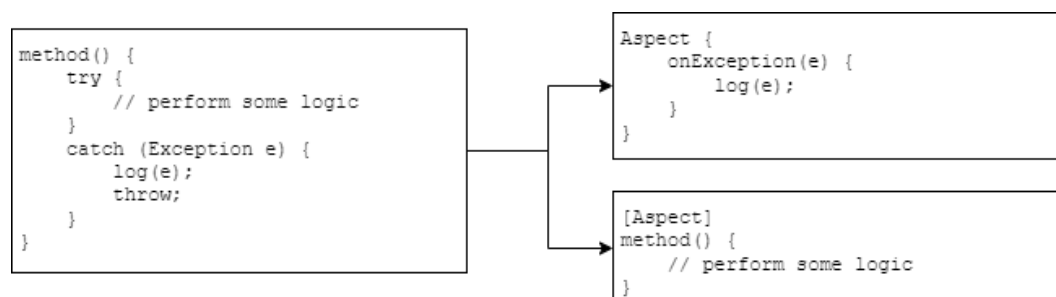 method() {
    try {
        // perform some logic
    }
    catch (Exception e) {
        log(e);
        throw;
    }
}
Aspect {
    onException(e) {
        log(e);
    }
}
[Aspect]
method() {
    // perform some logic
}